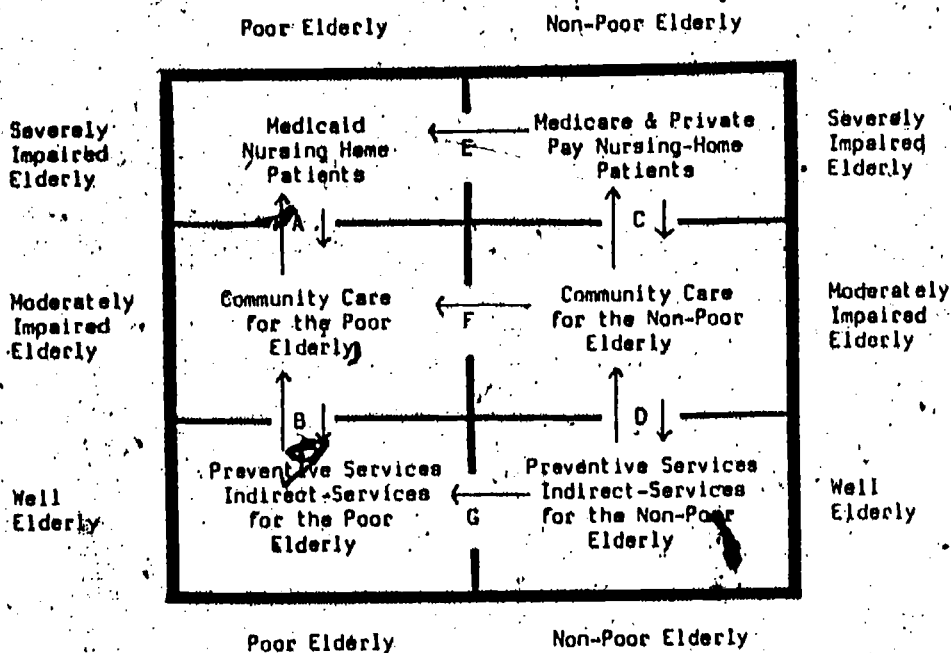 Poor Elderly
Non-Poor Elderly
Severely
Impaired
Elderly
Medicaid
Nursing Home
Patients
E
Medicare & Private
Pay Nursing-Home
Patients
Severely
Impaired
Elderly
A
C
Moderately
Impaired
Elderly
Community Care
for the Poor
Elderly
F
Community Care
for the Non-Poor
Elderly
Moderately
Impaired
Elderly
B
D
Well
Elderly
Preventive Services
Indirect-Services
for the Poor
Elderly
G
Preventive Services
Indirect-Services
for the Non-Poor
Elderly
Well
Elderly
Poor Elderly
Non-Poor Elderly